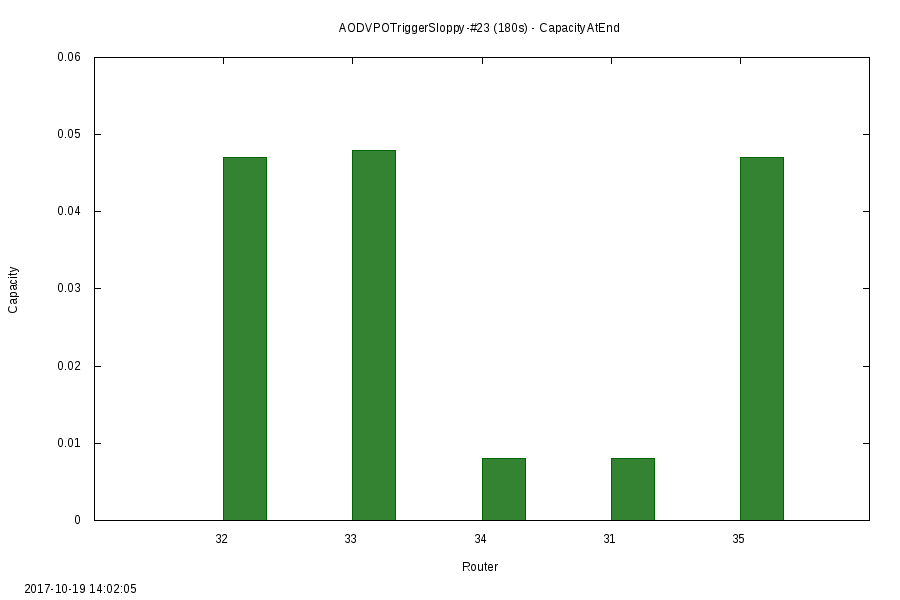 AODVPOTriggerSloppy-#23 (180s) - CapacityAtEnd
0.06
0.05
0.04
0.03
0.02
0.01
0
Capacity
32 33 34 31 35
Router
2017-10-19 14:02:05